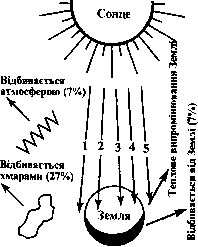 Сонце
Відбивається
атмосферою (7%)
1 2 3 4 5
Відбивається
хмарами (27%)
Земля
Теплове випромінювання Землі
Відбивається від Землі (7%)